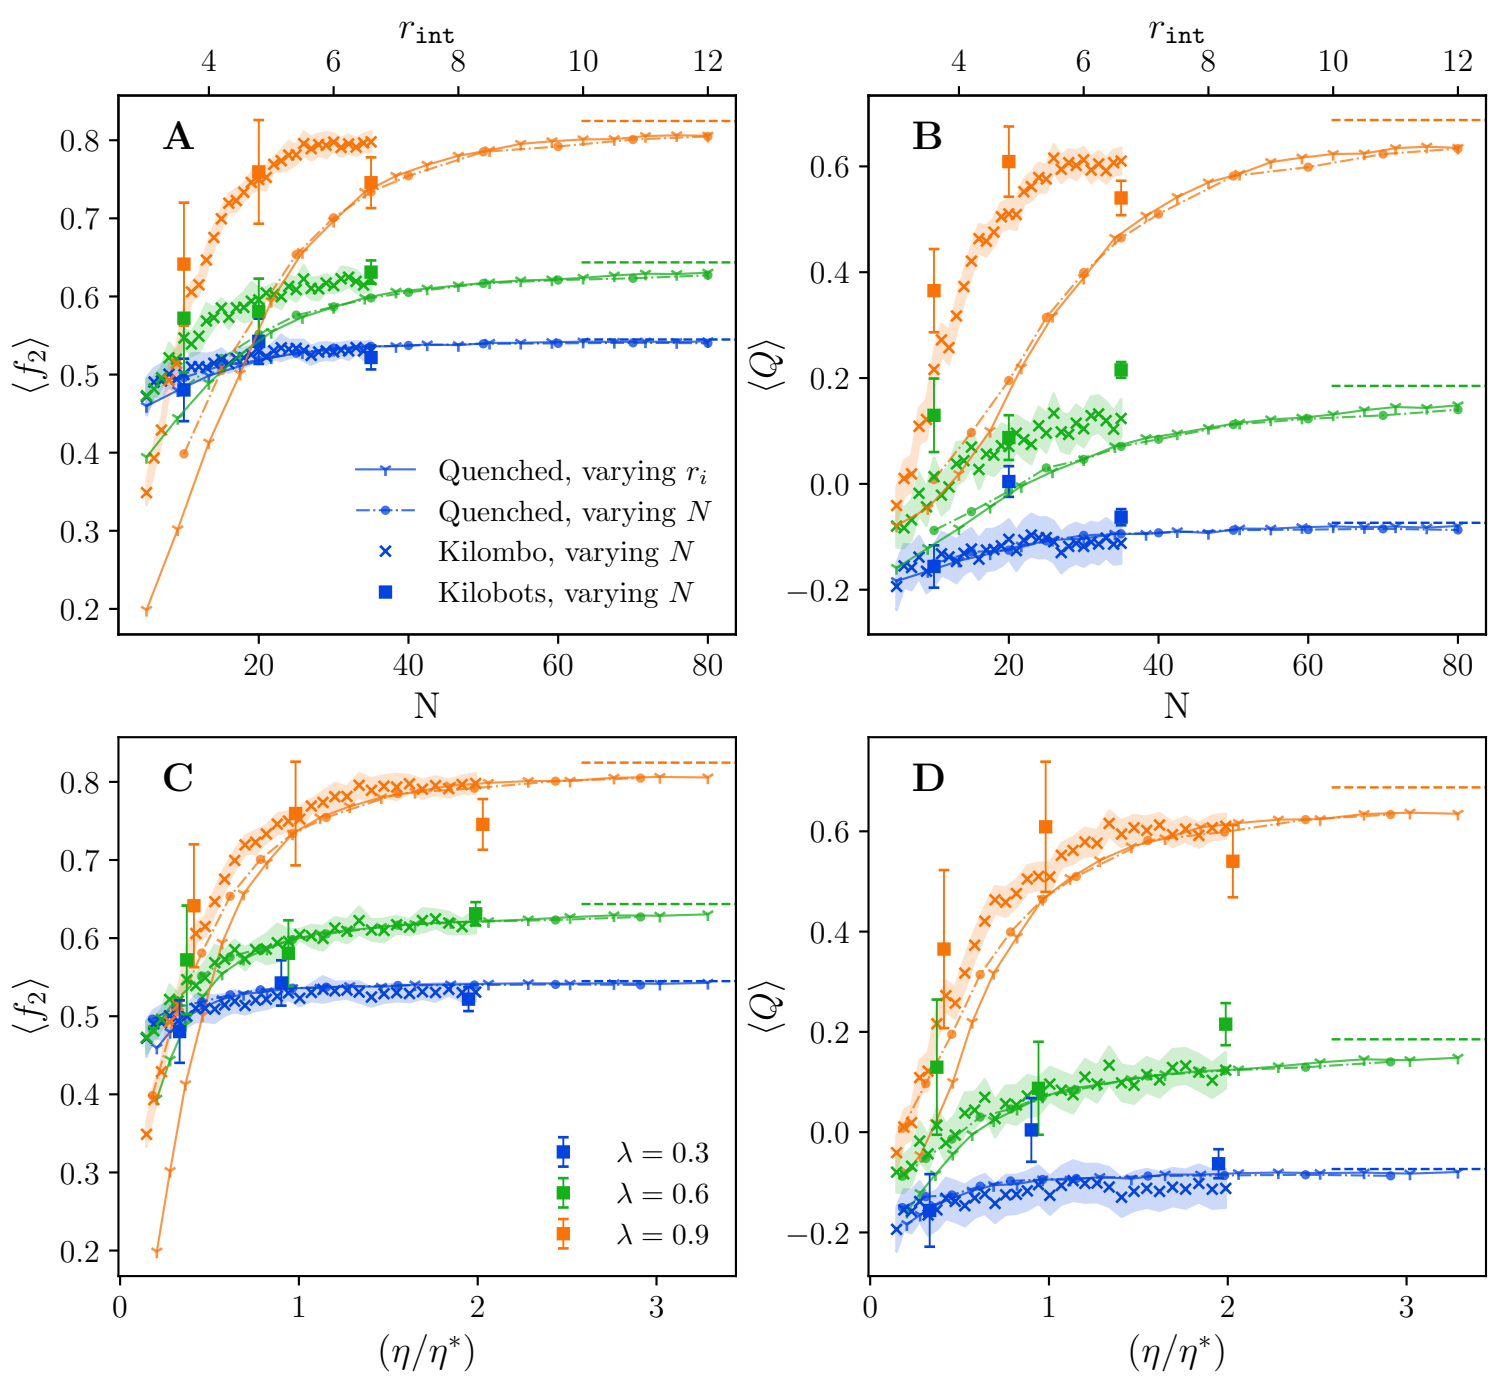 r_int
4 6 8 10 12
A
⟨f₂⟩
0.8
0.7
0.6
0.5
0.4
0.3
0.2
Quenched, varying r_i
Quenched, varying N
Kilombo, varying N
Kilobots, varying N
20 40 60 80
N
r_int
4 6 8 10 12
B
⟨Q⟩
0.6
0.4
0.2
0.0
−0.2
20 40 60 80
N
C
⟨f₂⟩
0.8
0.7
0.6
0.5
0.4
0.3
0.2
λ = 0.3
λ = 0.6
λ = 0.9
0 1 2 3
(η/η*)
D
⟨Q⟩
0.6
0.4
0.2
0.0
−0.2
0 1 2 3
(η/η*)